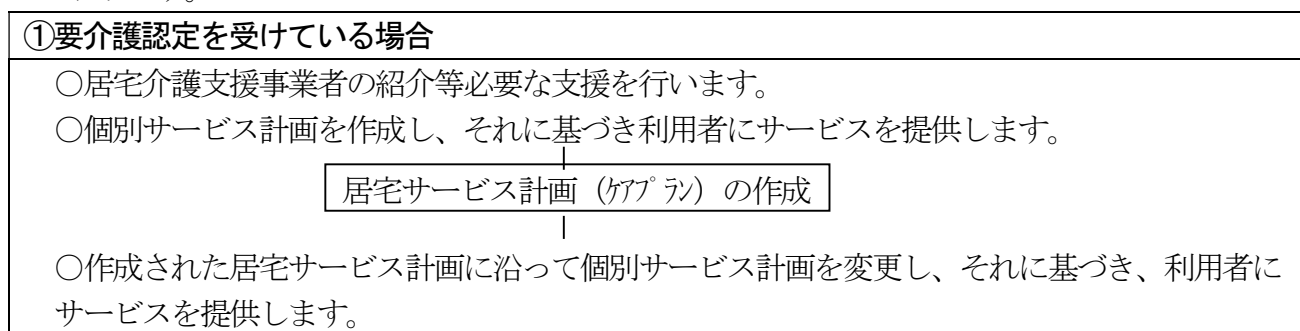 ①要介護認定を受けている場合
○居宅介護支援事業者の紹介等必要な支援を行います。
○個別サービス計画を作成し、それに基づき利用者にサービスを提供します。
居宅サービス計画（ｹｱﾌﾟﾗﾝ）の作成
○作成された居宅サービス計画に沿って個別サービス計画を変更し、それに基づき、利用者に
サービスを提供します。